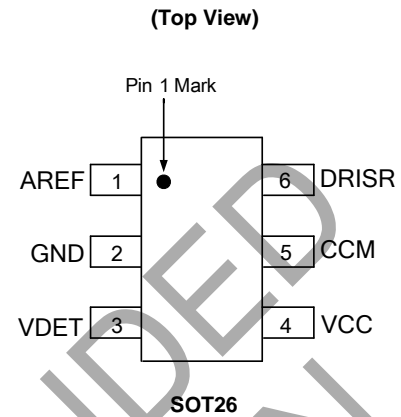 (Top View)
Pin 1 Mark
AREF 1 6 DRISR
GND 2 5 CCM
VDET 3 4 VCC
SOT26